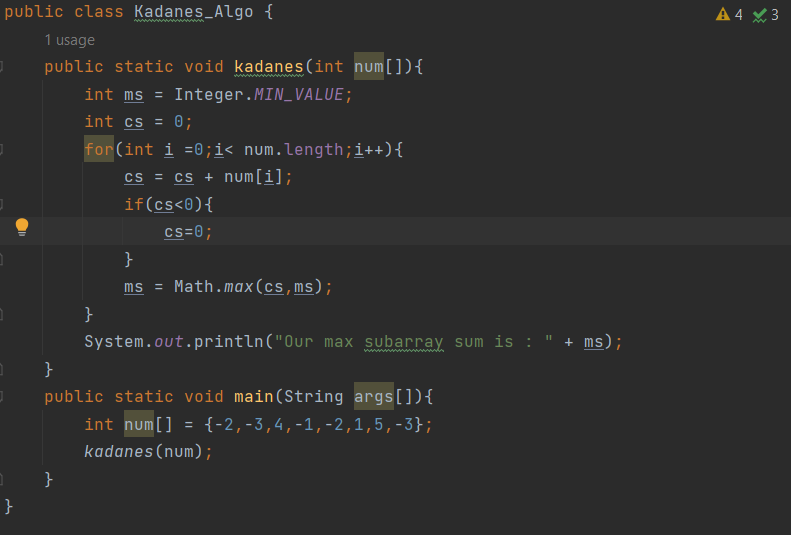 public class Kadanes_Algo {
4 3
1 usage
public static void kadanes(int num[]){
int ms = Integer.MIN_VALUE;
int cs = 0;
for(int i =0;i< num.length;i++){
cs = cs + num[i];
if(cs<0){
cs=0;
}
ms = Math.max(cs,ms);
}
System.out.println("Our max subarray sum is : " + ms);
}
public static void main(String args[]){
int num[] = {-2,-3,4,-1,-2,1,5,-3};
kadanes(num);
}
}